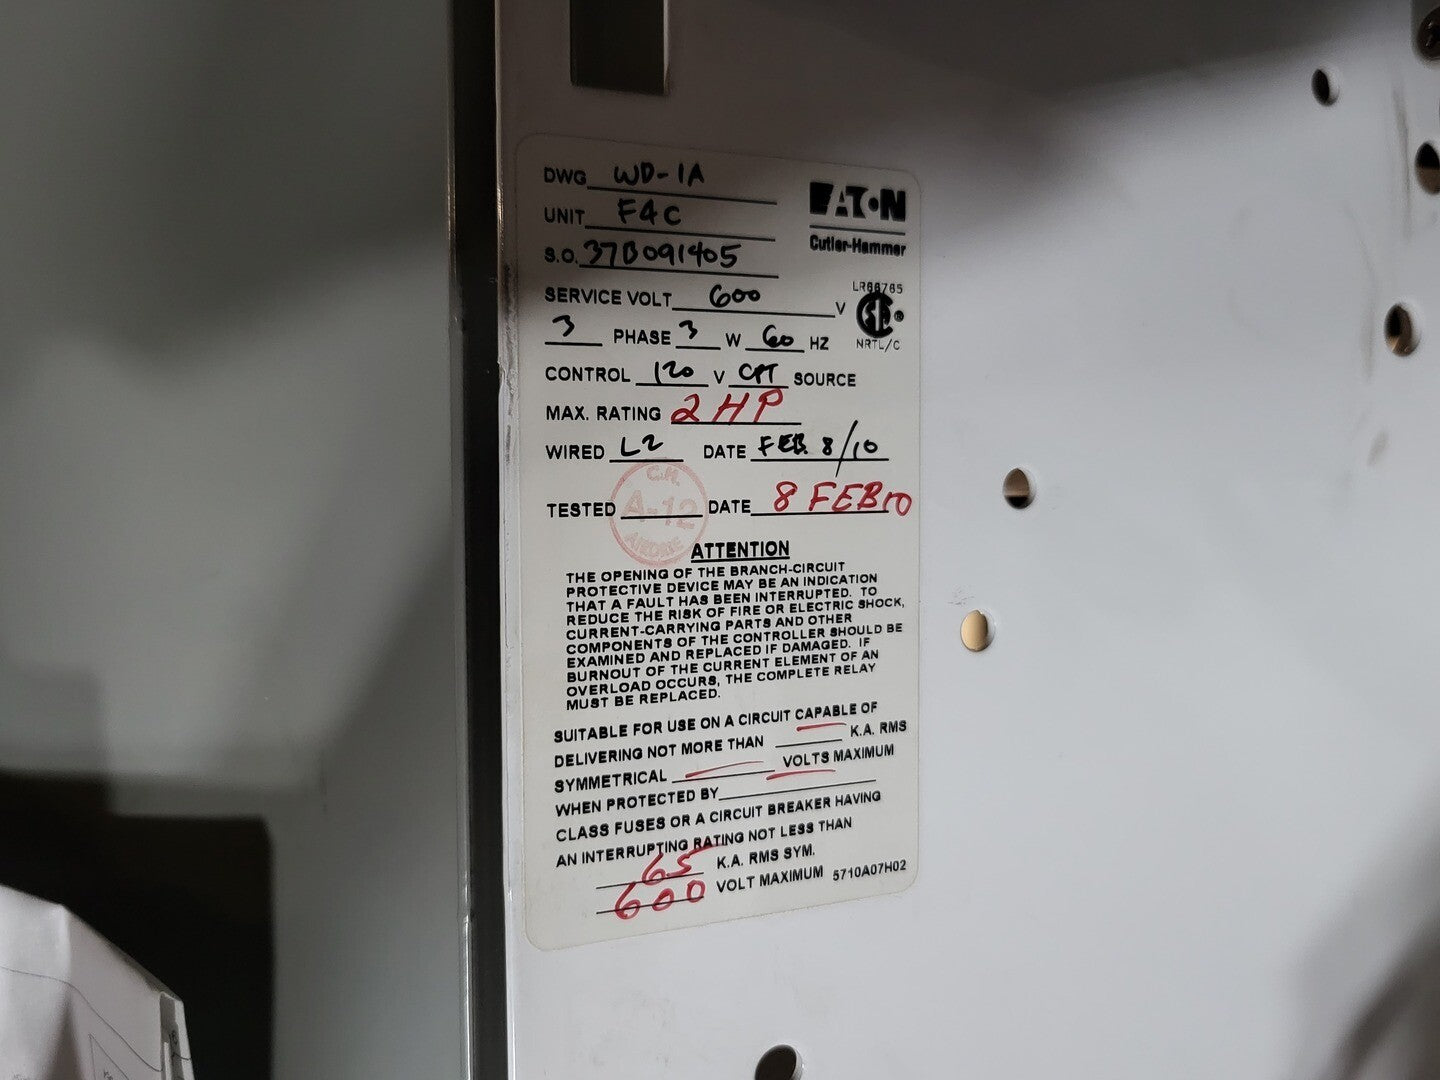 DWG WD-1A
UNIT F4C
S.O. 37B091405
EATON
Cutler-Hammer
SERVICE VOLT 600 V
LR68765
3 PHASE 3 W 60 HZ
NRTL/C
CONTROL 120 V CPT SOURCE
MAX. RATING 2 HP
WIRED L2 DATE FEB. 8/10
TESTED DATE 8 FEB 10
C.H.
A-12
AIRDRIE
ATTENTION
THE OPENING OF THE BRANCH-CIRCUIT
PROTECTIVE DEVICE MAY BE AN INDICATION
THAT A FAULT HAS BEEN INTERRUPTED. TO
REDUCE THE RISK OF FIRE OR ELECTRIC SHOCK,
CURRENT-CARRYING PARTS AND OTHER
COMPONENTS OF THE CONTROLLER SHOULD BE
EXAMINED AND REPLACED IF DAMAGED. IF
BURNOUT OF THE CURRENT ELEMENT OF AN
OVERLOAD OCCURS, THE COMPLETE RELAY
MUST BE REPLACED.
SUITABLE FOR USE ON A CIRCUIT CAPABLE OF
DELIVERING NOT MORE THAN K.A. RMS
SYMMETRICAL VOLTS MAXIMUM
WHEN PROTECTED BY
CLASS FUSES OR A CIRCUIT BREAKER HAVING
AN INTERRUPTING RATING NOT LESS THAN
65 K.A. RMS SYM.
600 VOLT MAXIMUM 5710A07H02